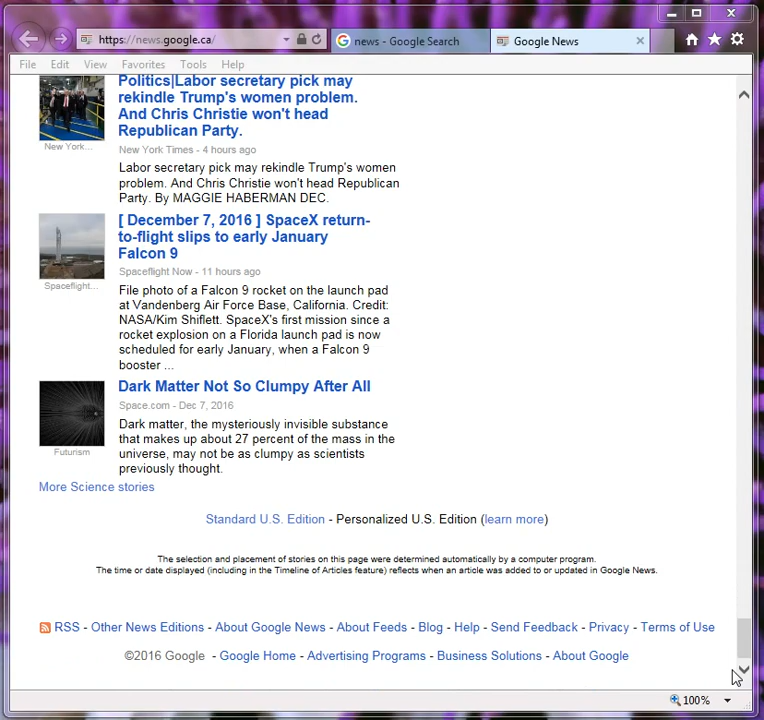 https://news.google.ca/
news - Google Search
Google News
File Edit View Favorites Tools Help
Politics|Labor secretary pick may
rekindle Trump's women problem.
And Chris Christie won't head
Republican Party.
New York...
New York Times - 4 hours ago
Labor secretary pick may rekindle Trump's women
problem. And Chris Christie won't head Republican
Party. By MAGGIE HABERMAN DEC.
[ December 7, 2016 ] SpaceX return-
to-flight slips to early January
Falcon 9
Spaceflight Now - 11 hours ago
Spaceflight...
File photo of a Falcon 9 rocket on the launch pad
at Vandenberg Air Force Base, California. Credit:
NASA/Kim Shiflett. SpaceX's first mission since a
rocket explosion on a Florida launch pad is now
scheduled for early January, when a Falcon 9
booster ...
Dark Matter Not So Clumpy After All
Space.com - Dec 7, 2016
Dark matter, the mysteriously invisible substance
that makes up about 27 percent of the mass in the
universe, may not be as clumpy as scientists
previously thought.
Futurism
More Science stories
Standard U.S. Edition - Personalized U.S. Edition (learn more)
The selection and placement of stories on this page were determined automatically by a computer program.
The time or date displayed (including in the Timeline of Articles feature) reflects when an article was added to or updated in Google News.
RSS - Other News Editions - About Google News - About Feeds - Blog - Help - Send Feedback - Privacy - Terms of Use
©2016 Google - Google Home - Advertising Programs - Business Solutions - About Google
100%